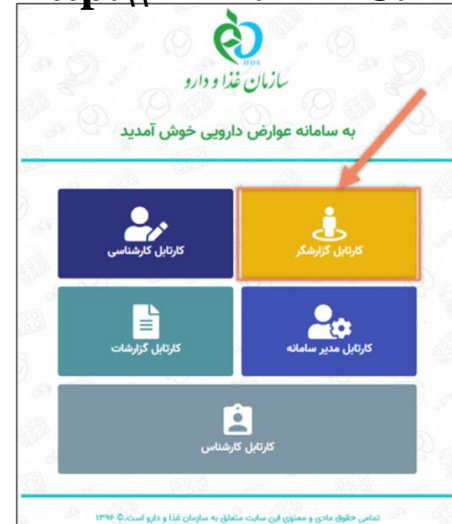 سازمان غذا و دارو
به سامانه عوارض دارویی خوش آمدید
کارتابل گزارشگر
کارتابل کارشناسی
کارتابل مدیر سامانه
کارتابل گزارشات
کارتابل کارشناس
تمامی حقوق مادی و معنوی این سایت متعلق به سازمان غذا و دارو است.© ۱۳۹۶